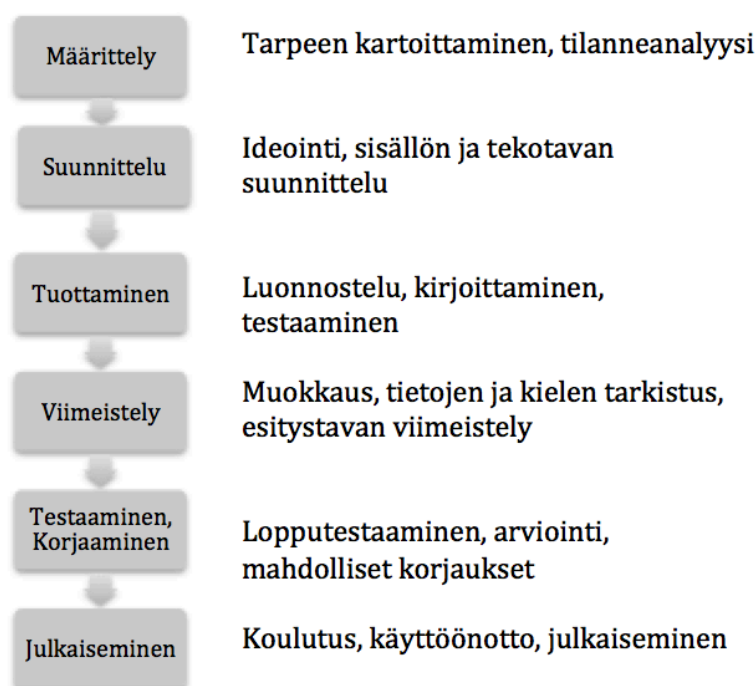 Määrittely
Tarpeen kartoittaminen, tilanneanalyysi
Suunnittelu
Ideointi, sisällön ja tekotavan
suunnittelu
Tuottaminen
Luonnostelu, kirjoittaminen,
testaaminen
Viimeistely
Muokkaus, tietojen ja kielen tarkistus,
esitystavan viimeistely
Testaaminen,
Korjaaminen
Lopputestaaminen, arviointi,
mahdolliset korjaukset
Julkaiseminen
Koulutus, käyttöönotto, julkaiseminen